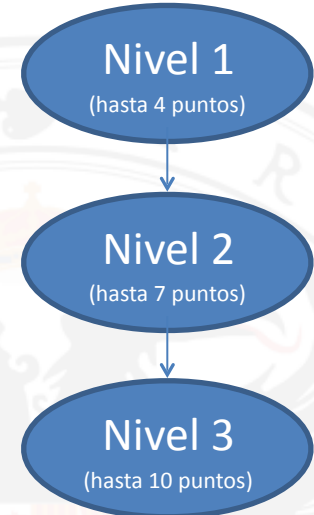 Nivel 1
(hasta 4 puntos)
Nivel 2
(hasta 7 puntos)
Nivel 3
(hasta 10 puntos)